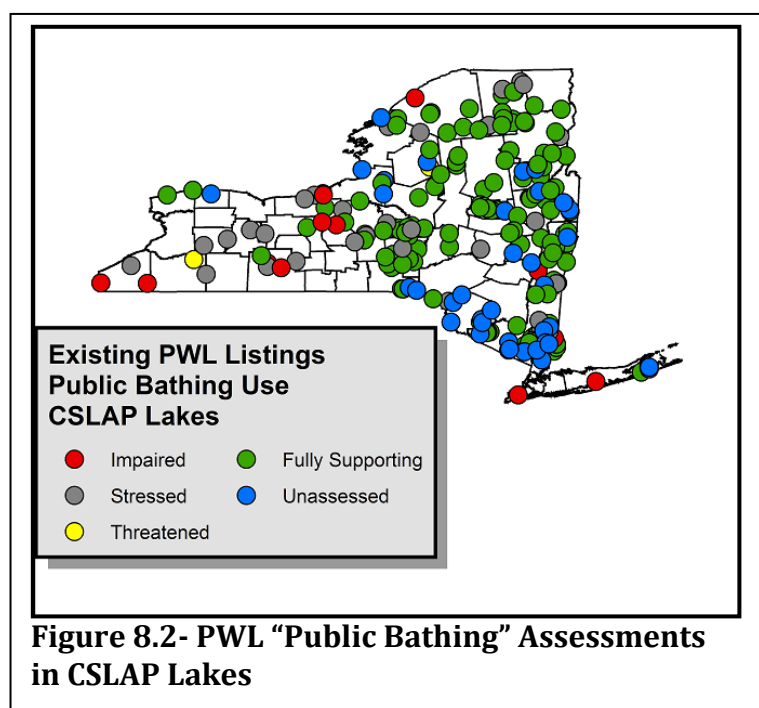 Existing PWL Listings
Public Bathing Use
CSLAP Lakes
Impaired
Fully Supporting
Stressed
Unassessed
Threatened
Figure 8.2- PWL “Public Bathing” Assessments
in CSLAP Lakes